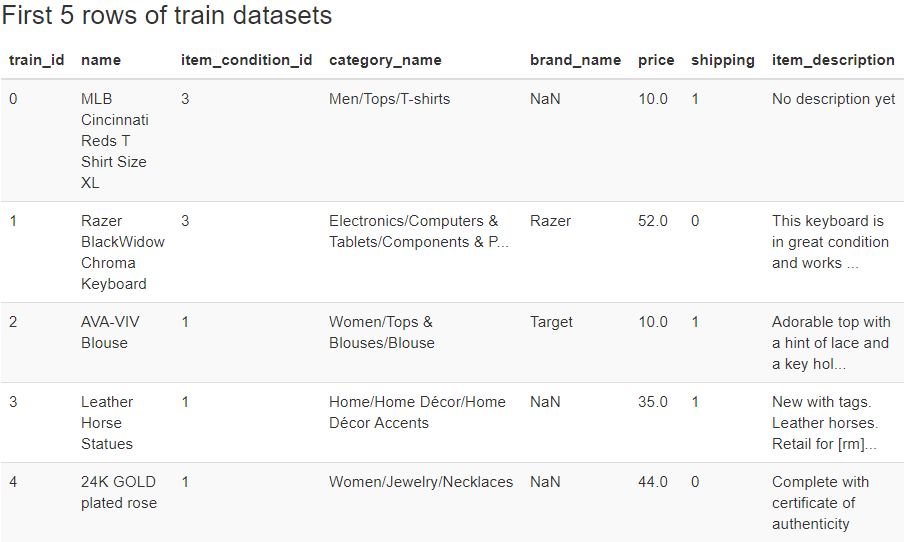 First 5 rows of train datasets
train_id name item_condition_id category_name brand_name price shipping item_description
0 MLB 3 Men/Tops/T-shirts NaN 10.0 1 No description yet
Cincinnati
Reds T
Shirt Size
XL
1 Razer 3 Electronics/Computers & Razer 52.0 0 This keyboard is
BlackWidow Tablets/Components & P... in great condition
Chroma and works ...
Keyboard
2 AVA-VIV 1 Women/Tops & Target 10.0 1 Adorable top with
Blouse Blouses/Blouse a hint of lace and
a key hol...
3 Leather 1 Home/Home Décor/Home NaN 35.0 1 New with tags.
Horse Décor Accents Leather horses.
Statues Retail for [rm]...
4 24K GOLD 1 Women/Jewelry/Necklaces NaN 44.0 0 Complete with
plated rose certificate of
authenticity